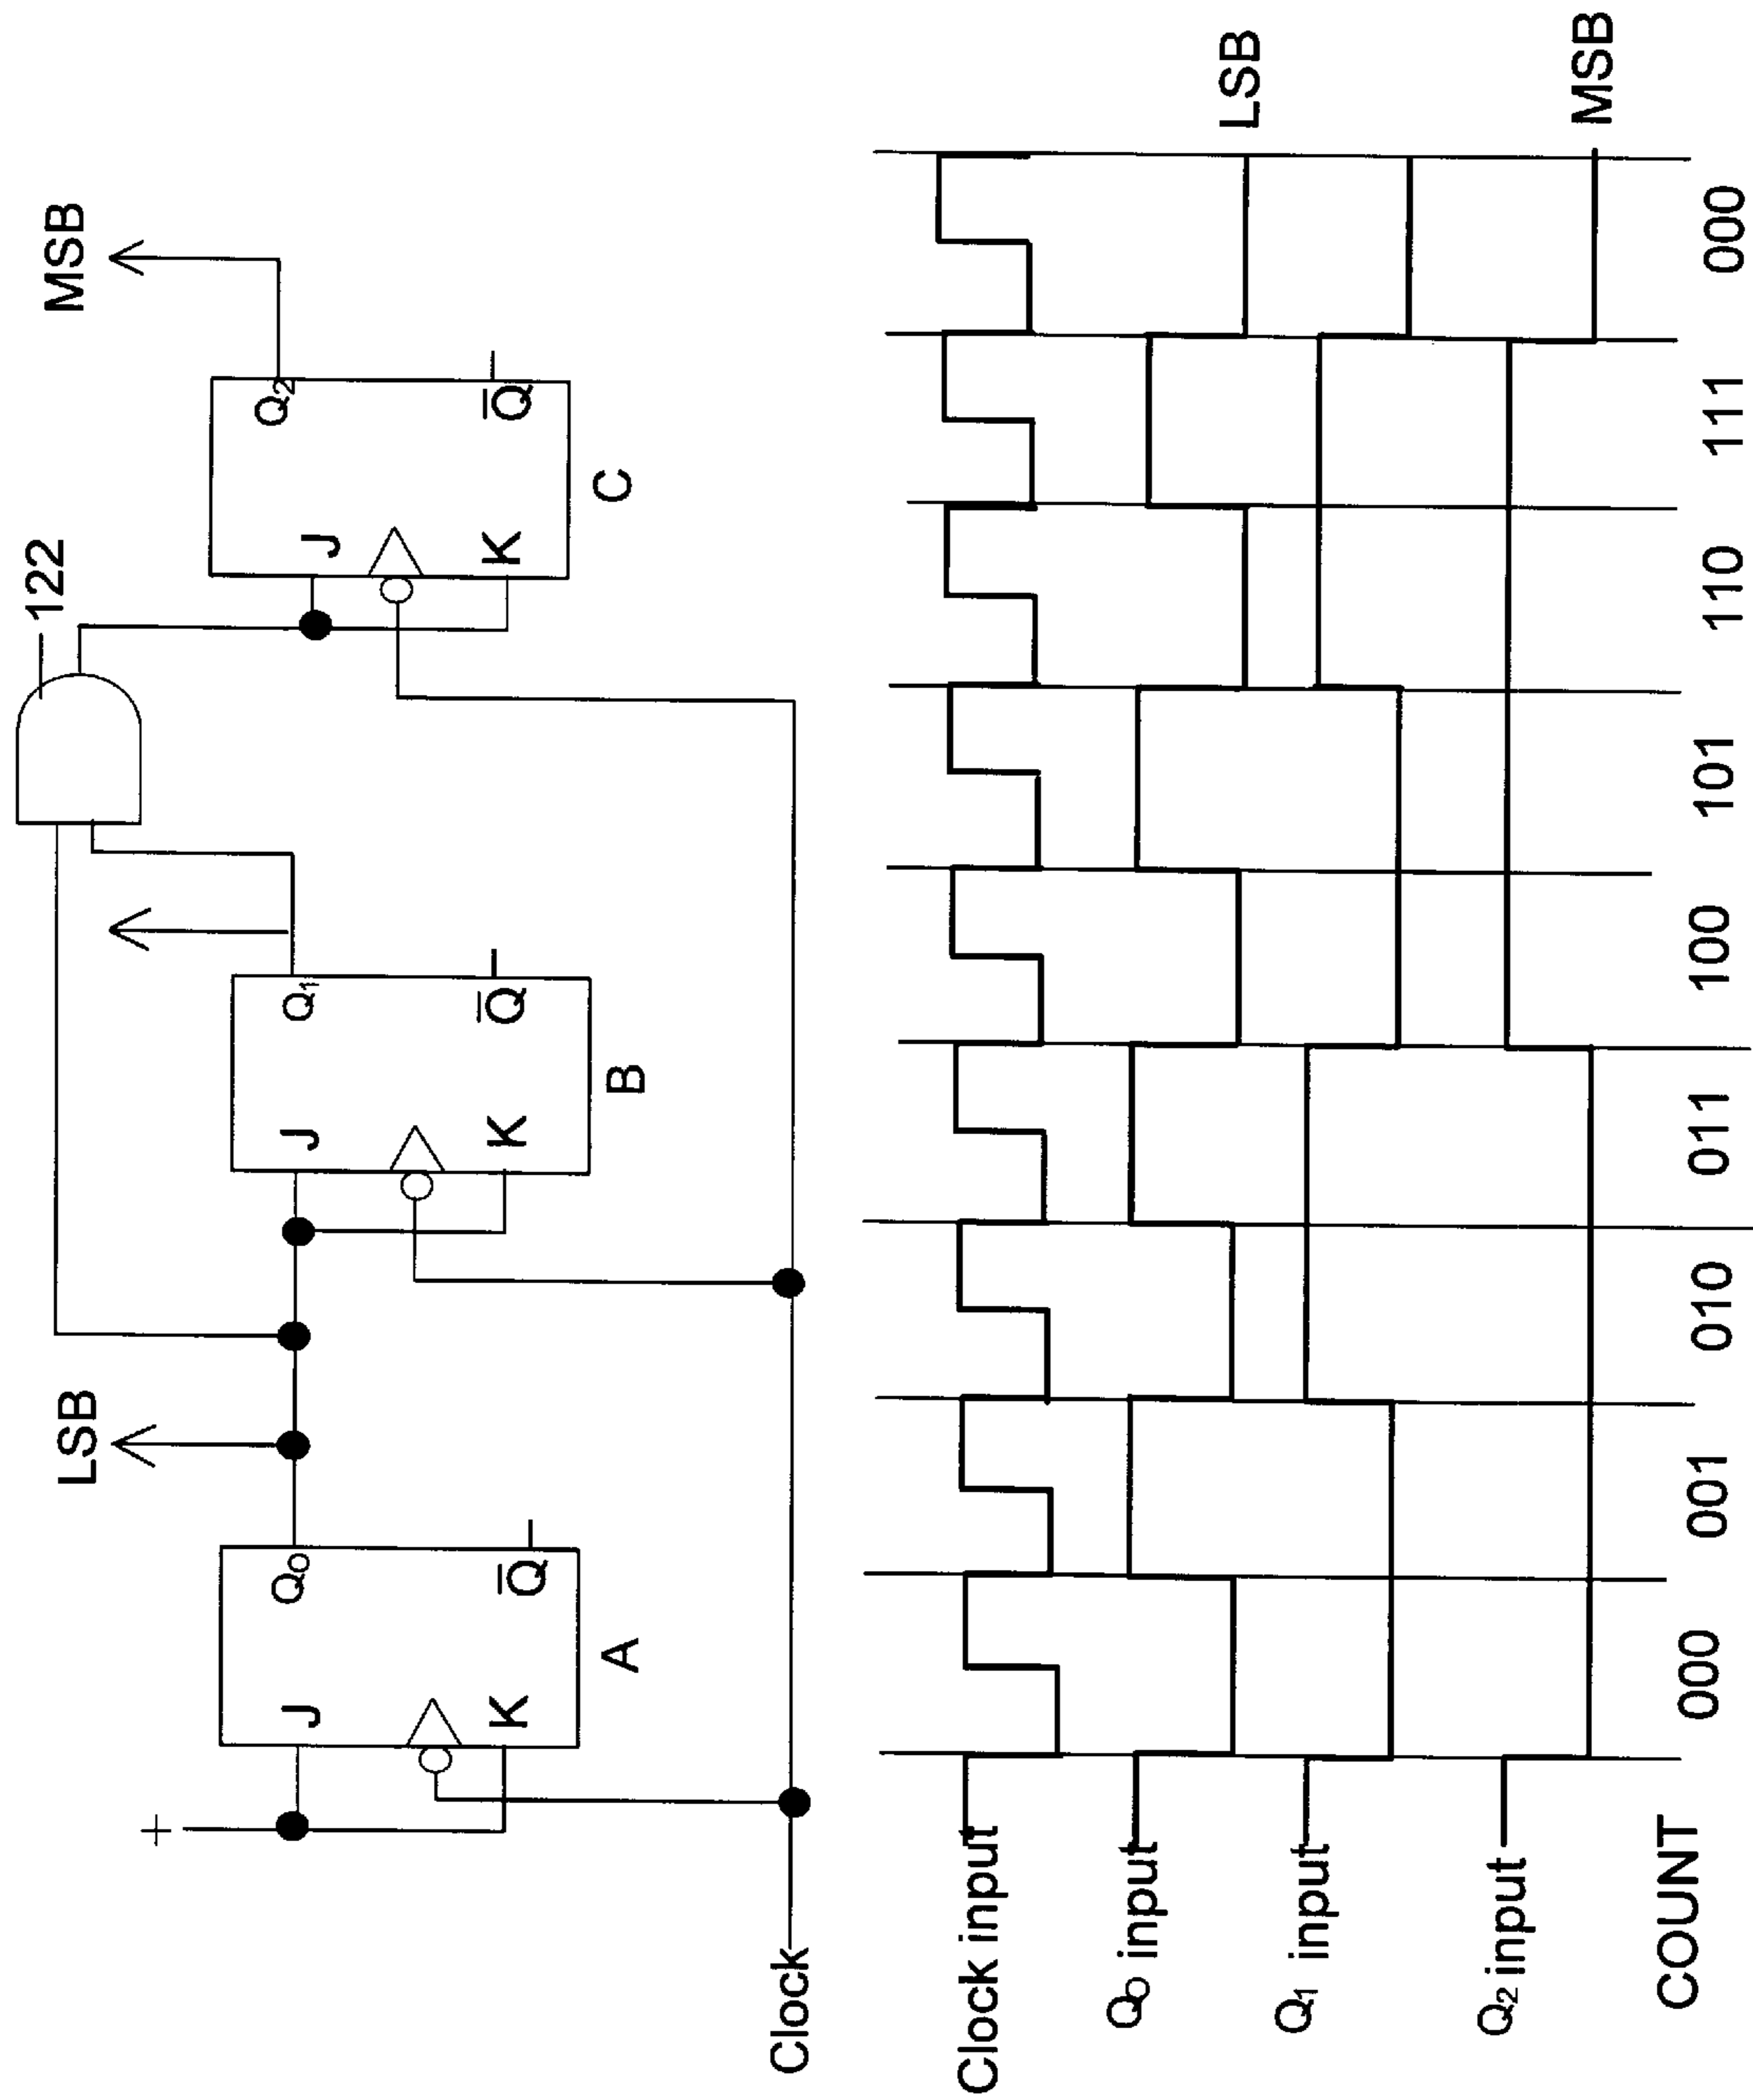 122
LSB
MSB
+
J
Q0
K
Q̅
A
J
Q1
K
Q̅
B
J
Q2
K
Q̅
C
Clock
Clock input
Q0 input
LSB
Q1 input
Q2 input
MSB
COUNT
000
001
010
011
100
101
110
111
000